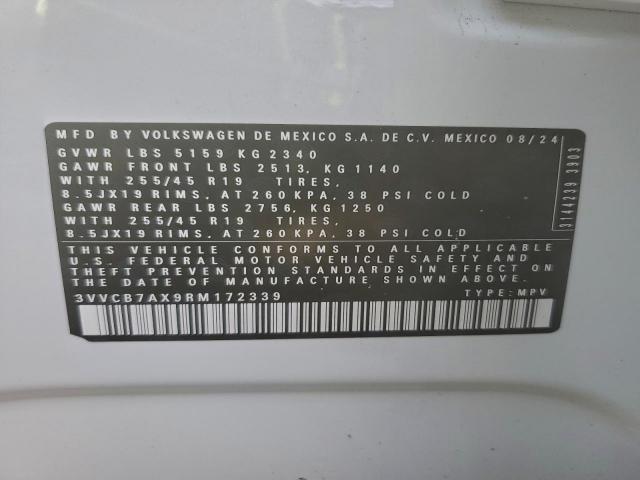 MFD BY VOLKSWAGEN DE MEXICO S.A. DE C.V. MEXICO 08/24
GVWR LBS 5159 KG 2340
GAWR FRONT LBS 2513, KG 1140
WITH 255/45 R19 TIRES,
8.5JX19 RIMS, AT 260 KPA, 38 PSI COLD
GAWR REAR LBS 2756, KG 1250
WITH 255/45 R19 TIRES,
8.5JX19 RIMS, AT 260 KPA, 38 PSI COLD
THIS VEHICLE CONFORMS TO ALL APPLICABLE
U.S. FEDERAL MOTOR VEHICLE SAFETY AND
THEFT PREVENTION STANDARDS IN EFFECT ON
THE DATE OF MANUFACTURE SHOWN ABOVE.
3VVCB7AX9RM172339 TYPE: MPV
3144239 3903